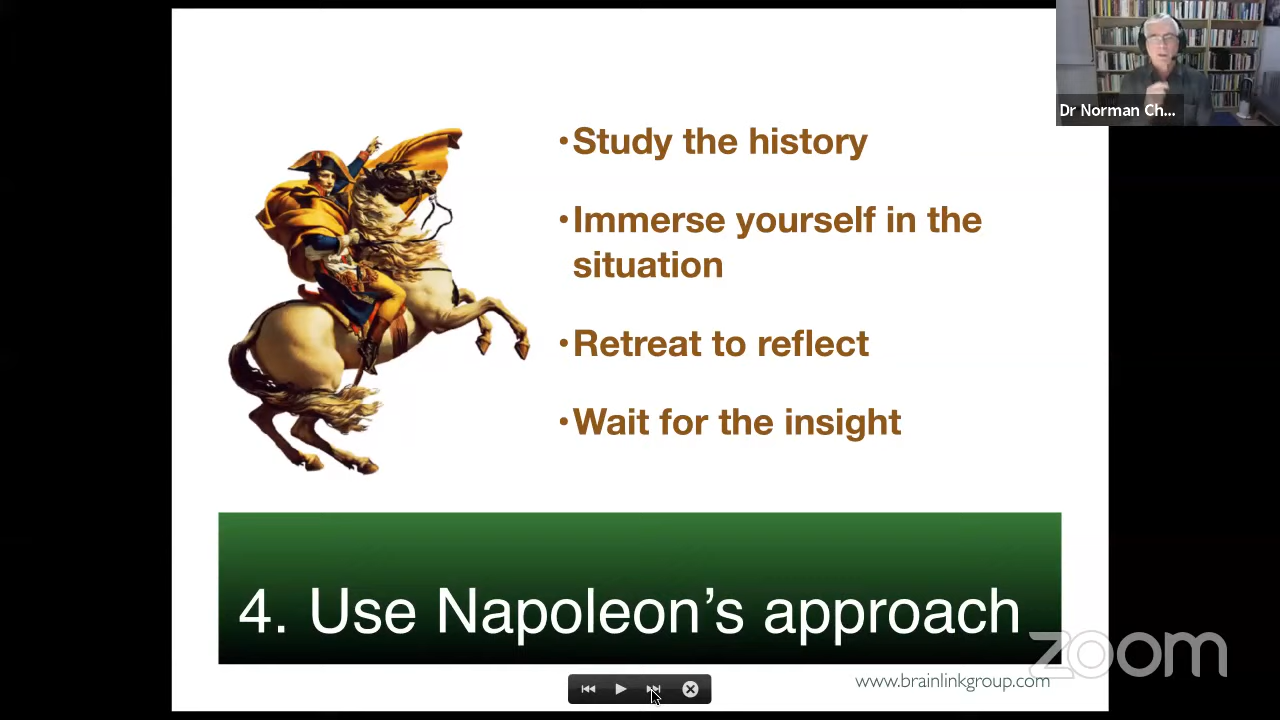 Dr Norman Ch...
•Study the history
•Immerse yourself in the
situation
•Retreat to reflect
•Wait for the insight
4. Use Napoleon’s approach
zoom
www.brainlinkgroup.com